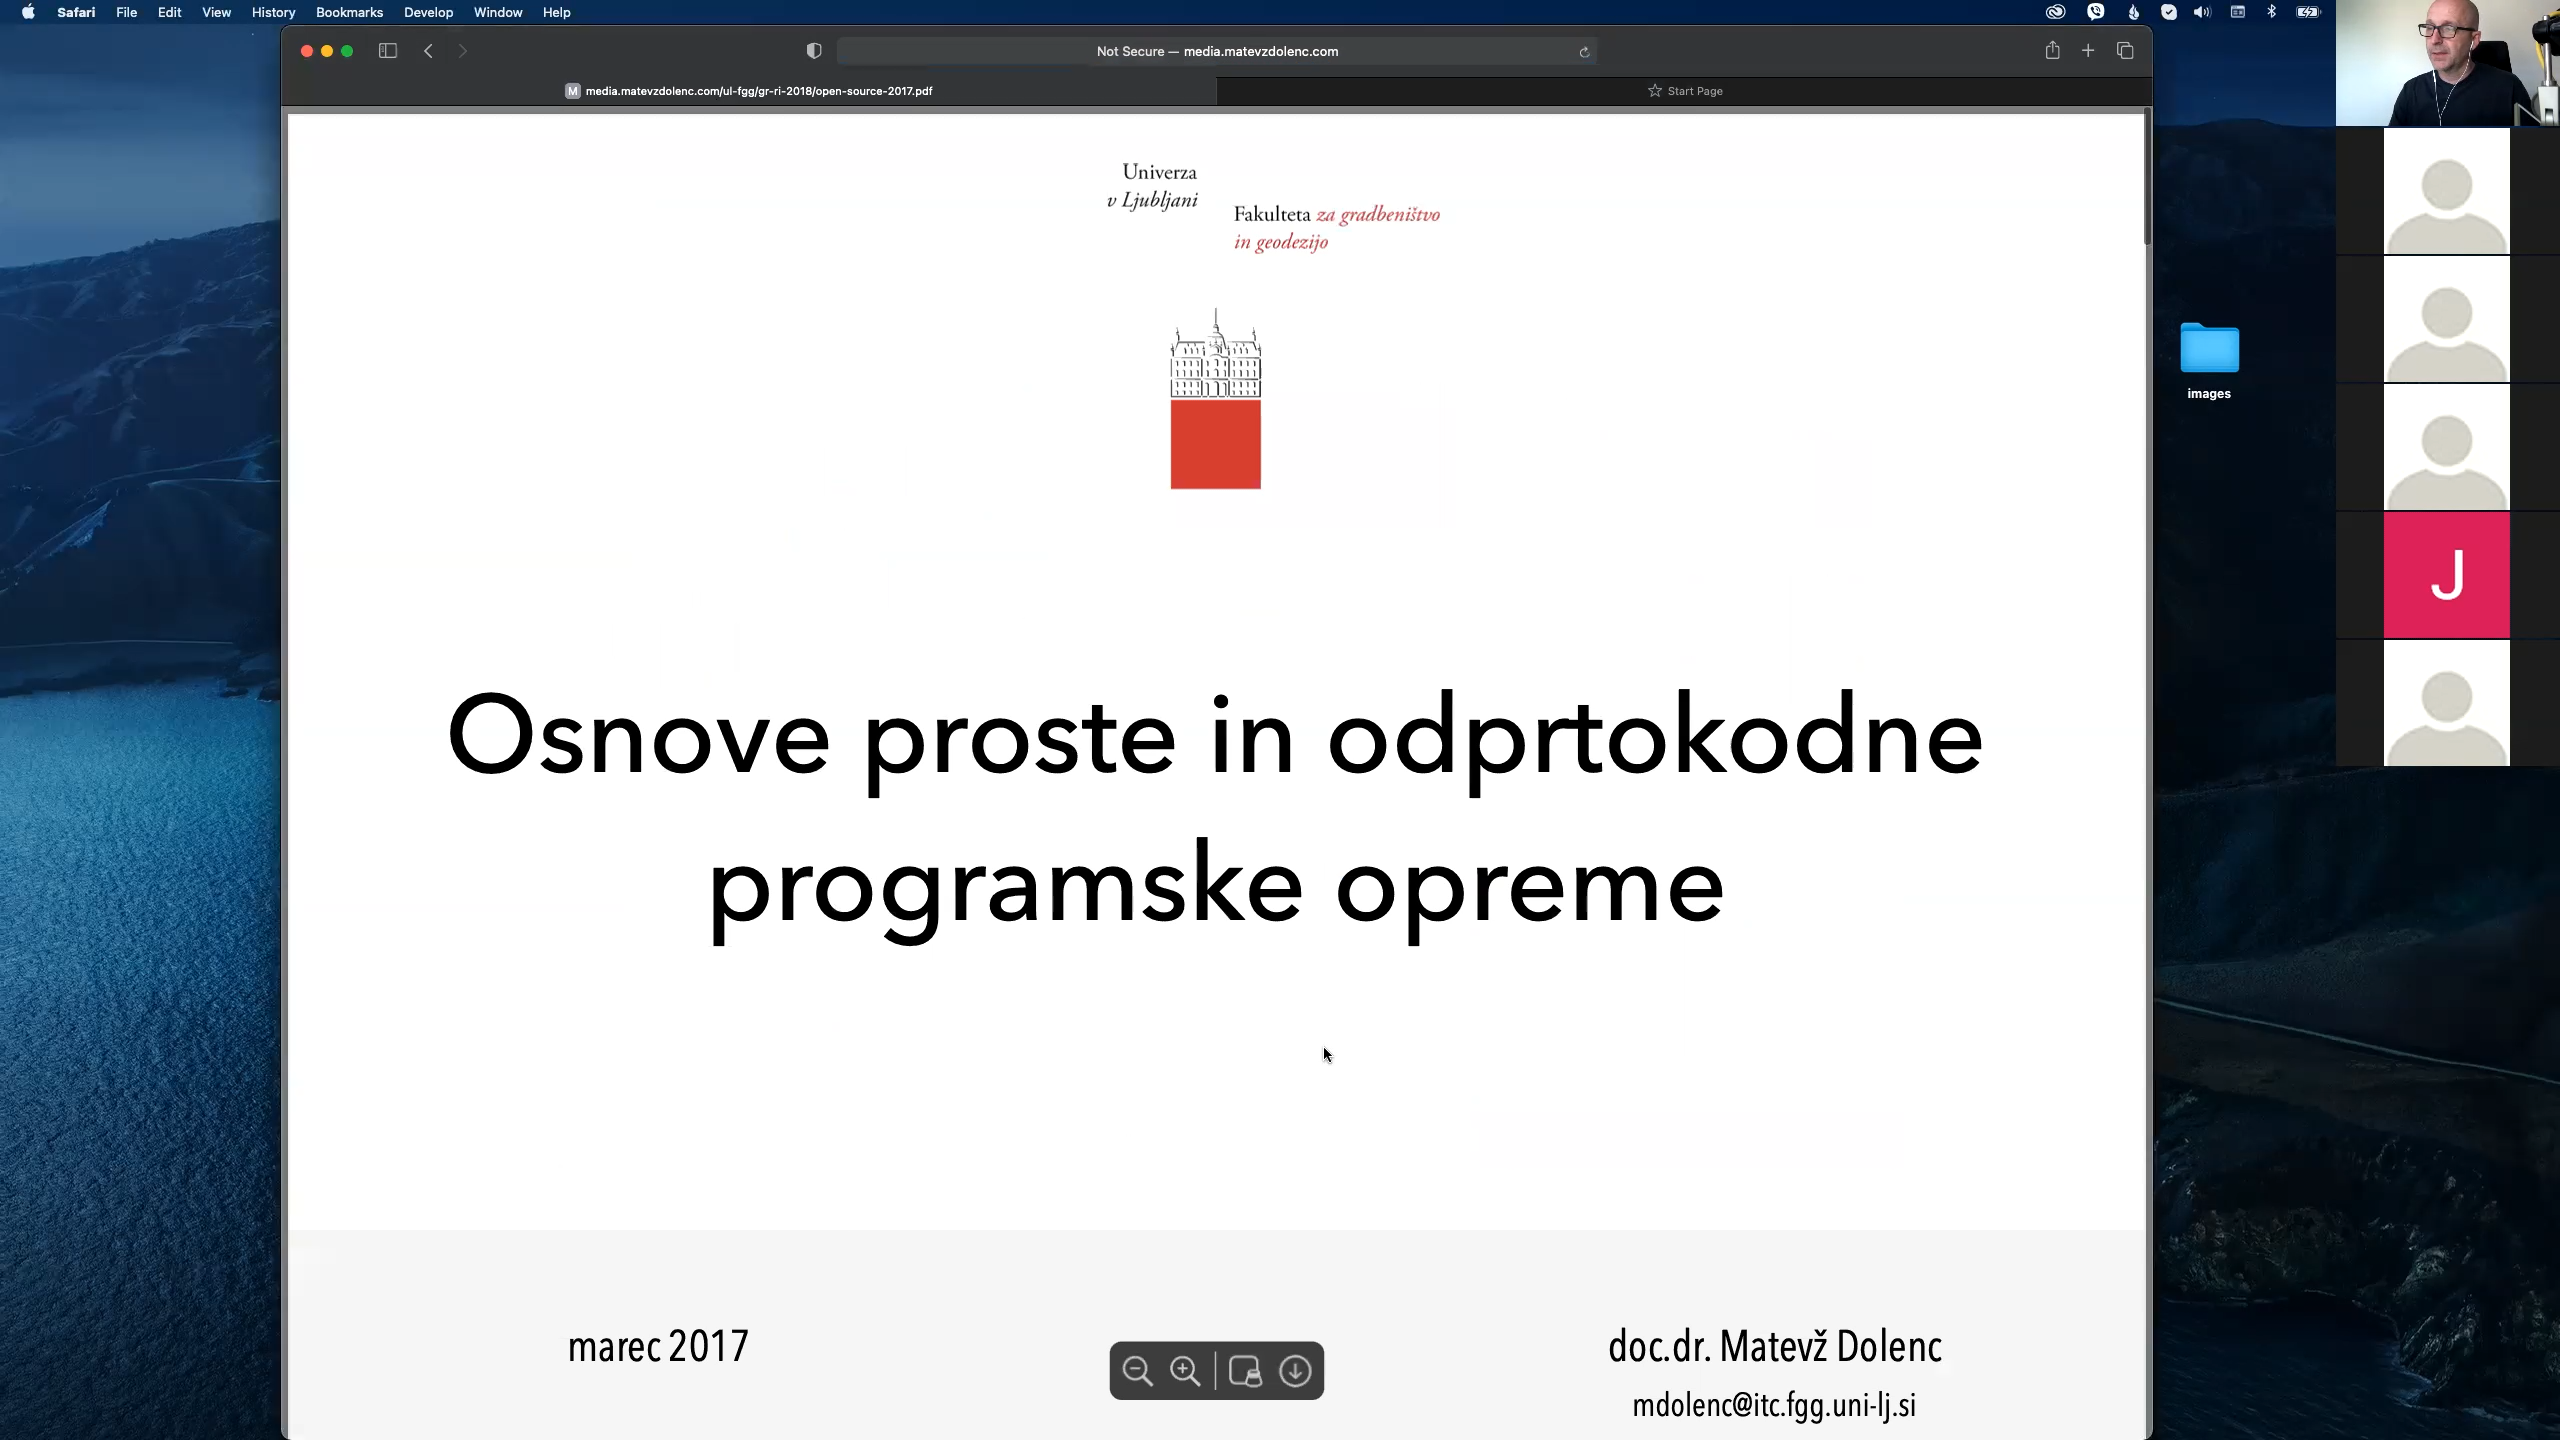 Safari File Edit View History Bookmarks Develop Window Help
Not Secure — media.matevzdolenc.com
M media.matevzdolenc.com/ul-fgg/gr-ri-2018/open-source-2017.pdf
Start Page
Univerza
v Ljubljani
Fakulteta za gradbeništvo
in geodezijo
images
J
Osnove proste in odprtokodne
programske opreme
marec 2017
doc.dr. Matevž Dolenc
mdolenc@itc.fgg.uni-lj.si